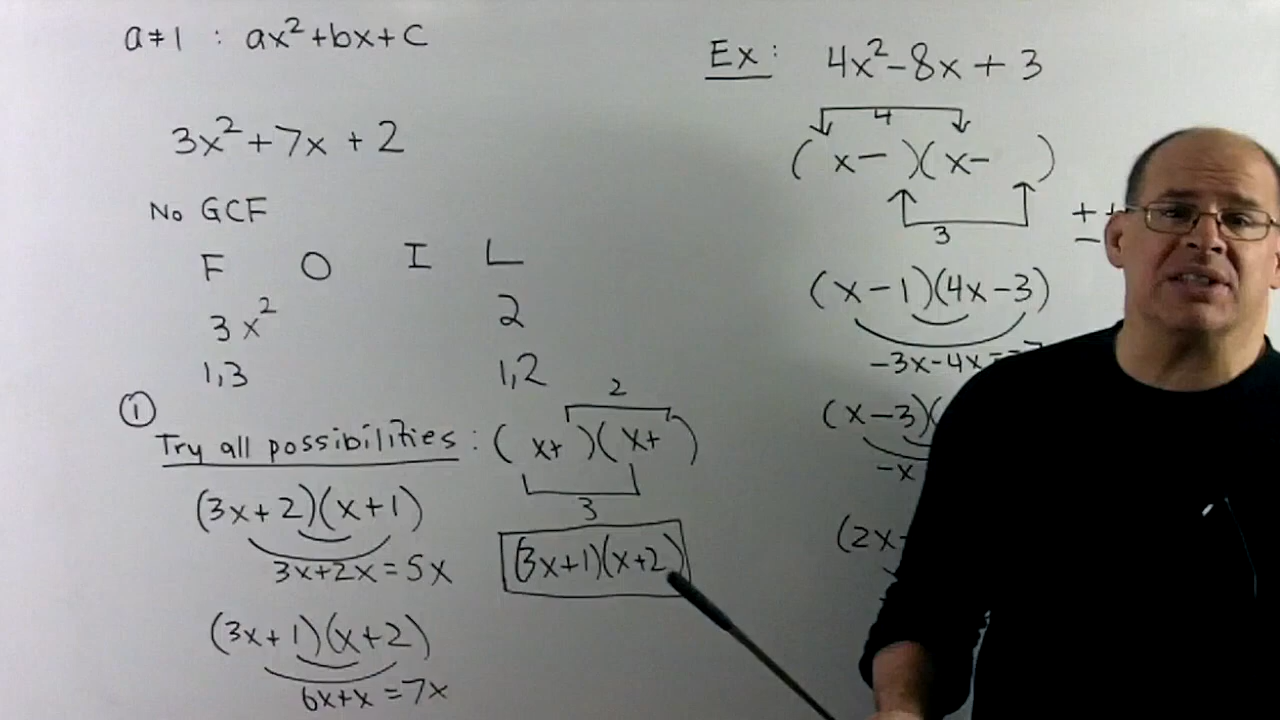 a≠1 : ax²+bx+c
3x²+7x+2
No GCF
F O I L
3x² 2
1,3 1,2
① Try all possibilities : ( x+ )( x+ )
2
3
(3x+2)(x+1)
3x+2x=5x
(3x+1)(x+2)
(3x+1)(x+2)
6x+x=7x
Ex: 4x²-8x+3
4
( x- )( x- )
3
+ +
-
(x-1)(4x-3)
-3x-4x=-7
(x-3)(
-x
(2x-